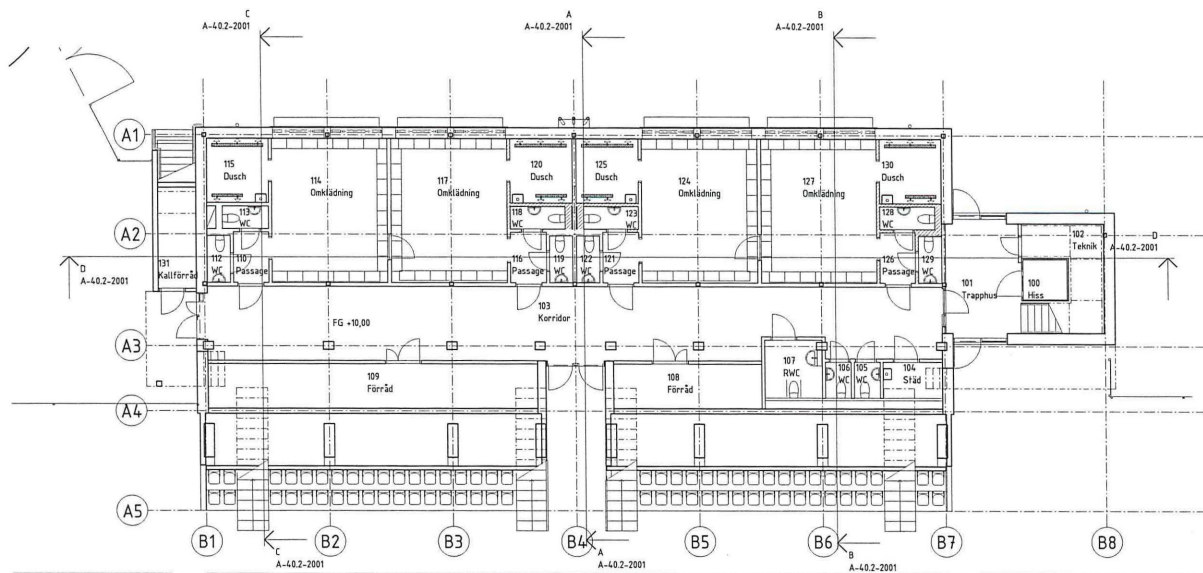 C
A-40.2-2001
A
A-40.2-2001
B
A-40.2-2001
A1
115
Dusch
114
Omklädning
117
Omklädning
120
Dusch
125
Dusch
124
Omklädning
127
Omklädning
130
Dusch
113
WC
118
WC
123
WC
128
WC
A2
102
Teknik
D
A-40.2-2001
131
Kallförråd
112
WC
110
Passage
116
Passage
119
WC
122
WC
121
Passage
126
Passage
129
WC
D
A-40.2-2001
101
Trapphus
100
Hiss
103
Korridor
FG +10,00
A3
109
Förråd
108
Förråd
107
RWC
106
WC
105
WC
104
Städ
A4
A5
B1
B2
B3
B4
B5
B6
B7
B8
C
A-40.2-2001
A
A-40.2-2001
B
A-40.2-2001